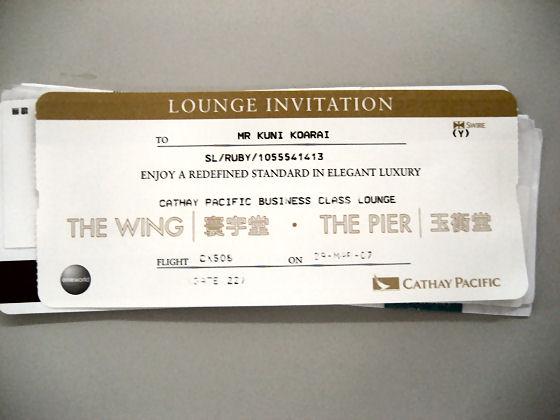 LOUNGE INVITATION
TO MR KUNI KOARAI
SWIRE
(Y)
SL/RUBY/1055541413
ENJOY A REDEFINED STANDARD IN ELEGANT LUXURY
CATHAY PACIFIC BUSINESS CLASS LOUNGE
THE WING | 寰宇堂 · THE PIER | 玉衡堂
FLIGHT CX508 ON 29-MAR-07
(GATE 22)
oneworld
CATHAY PACIFIC